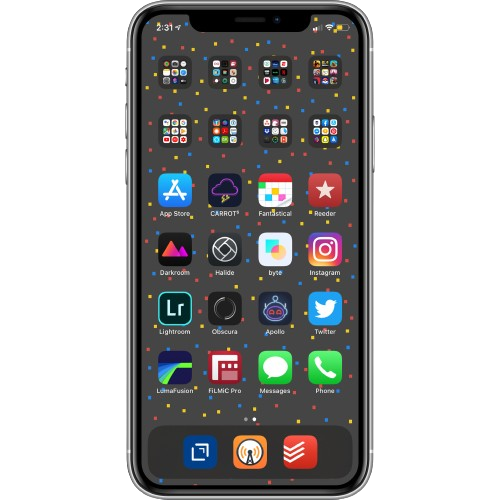 2:31
App Store
CARROT⁵
Fantastical
Reeder
Darkroom
Halide
byte
Instagram
Lr
Lightroom
Obscura
Apollo
Twitter
LumaFusion
FiLMiC Pro
Messages
Phone